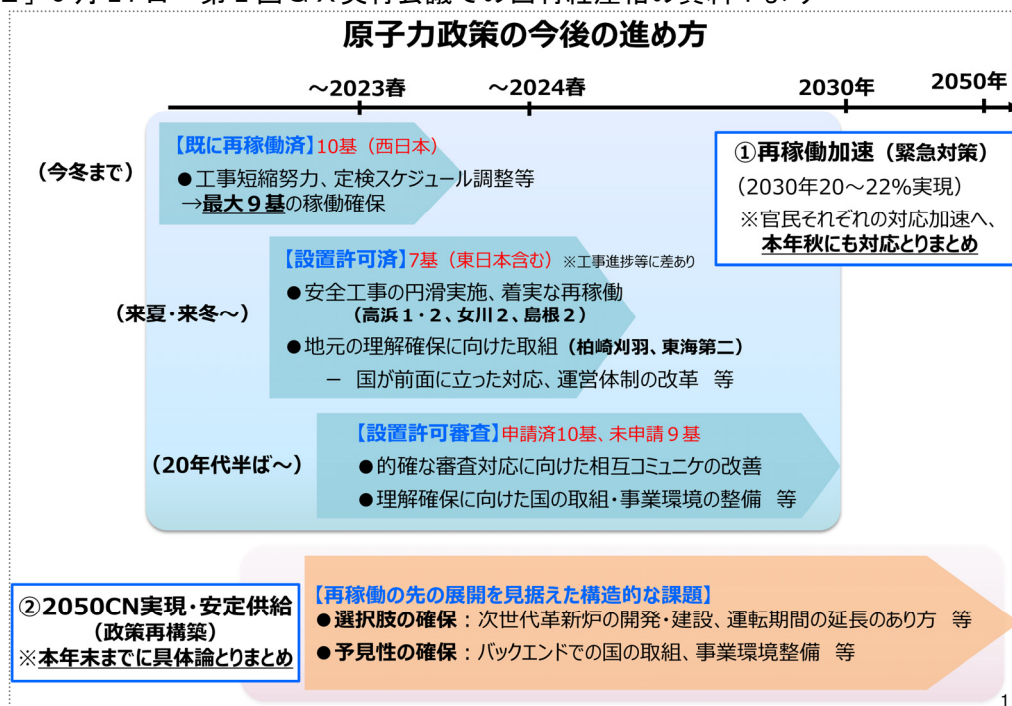 原子力政策の今後の進め方
～2023春
～2024春
2030年
2050年
(今冬まで)
【既に再稼働済】10基（西日本）
●工事短縮努力、定検スケジュール調整等
→最大９基の稼働確保
①再稼働加速（緊急対策）
（2030年20～22%実現）
※官民それぞれの対応加速へ、
本年秋にも対応とりまとめ
(来夏・来冬～)
【設置許可済】7基（東日本含む）※工事進捗等に差あり
●安全工事の円滑実施、着実な再稼働
（高浜１・２、女川２、島根２）
●地元の理解確保に向けた取組（柏崎刈羽、東海第二）
－ 国が前面に立った対応、運営体制の改革 等
(20年代半ば～)
【設置許可審査】申請済10基、未申請９基
●的確な審査対応に向けた相互コミュニケの改善
●理解確保に向けた国の取組・事業環境の整備 等
②2050CN実現・安定供給
（政策再構築）
※本年末までに具体論とりまとめ
【再稼働の先の展開を見据えた構造的な課題】
●選択肢の確保：次世代革新炉の開発・建設、運転期間の延長のあり方 等
●予見性の確保：バックエンドでの国の取組、事業環境整備 等
1